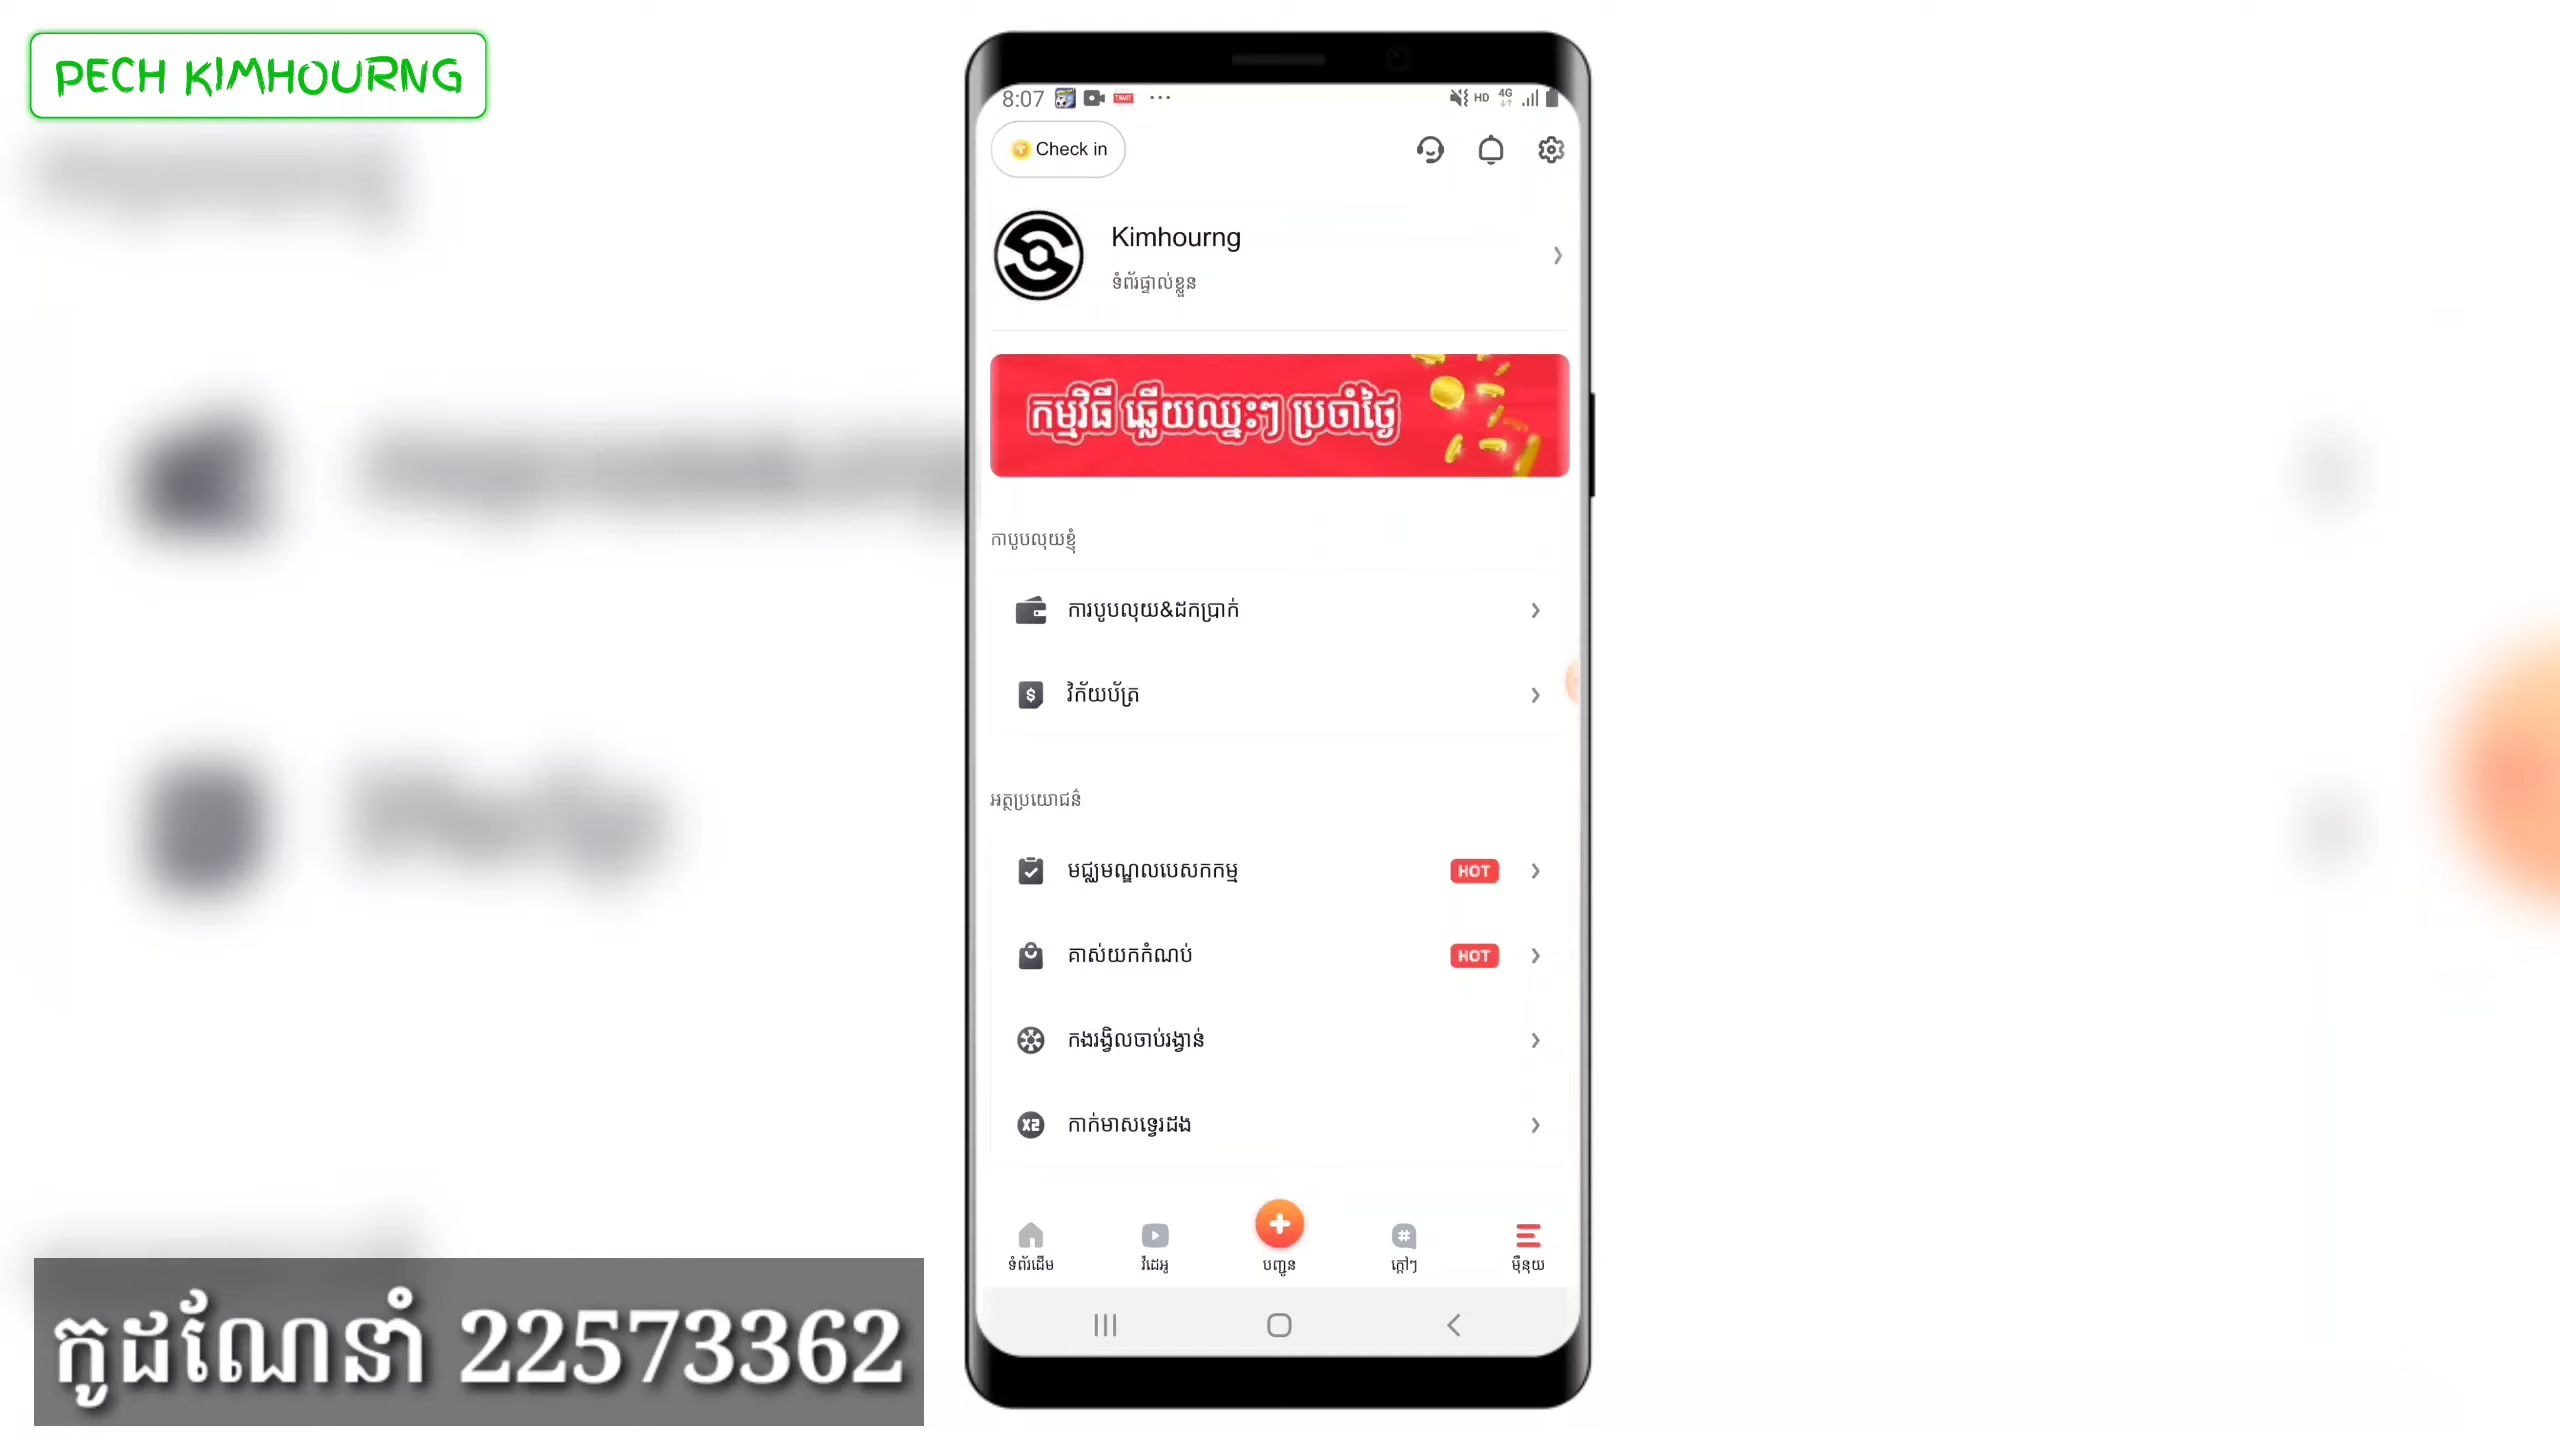 PECH KIMHOURNG
8:07
HD 4G
Check in
Kimhourng
ទំព័រផ្ទាល់ខ្លួន
កម្មវិធី ឆ្លើយឈ្នះៗ ប្រចាំថ្ងៃ
កាបូបលុយខ្ញុំ
ការបូបលុយ&ដកប្រាក់
វិក័យប័ត្រ
អត្ថប្រយោជន៍
មជ្ឈមណ្ឌលបេសកកម្ម HOT
គាស់យកកំណប់ HOT
កងរង្វិលចាប់រង្វាន់
X2 កាក់មាសទ្វេរដង
ទំព័រដើម វីដេអូ បញ្ជូន ក្តៅៗ ម៉ឺនុយ
កូដណែនាំ 22573362